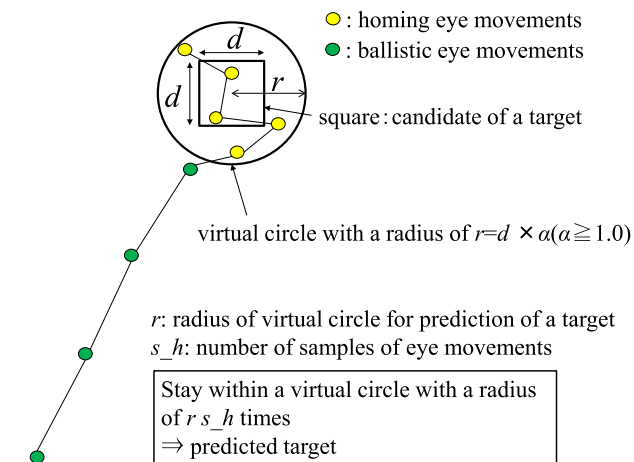 : homing eye movements
: ballistic eye movements
d
d
r
square : candidate of a target
virtual circle with a radius of r=d ×α(α≧1.0)
r: radius of virtual circle for prediction of a target
s_h: number of samples of eye movements
Stay within a virtual circle with a radius
of r s_h times
⇒ predicted target